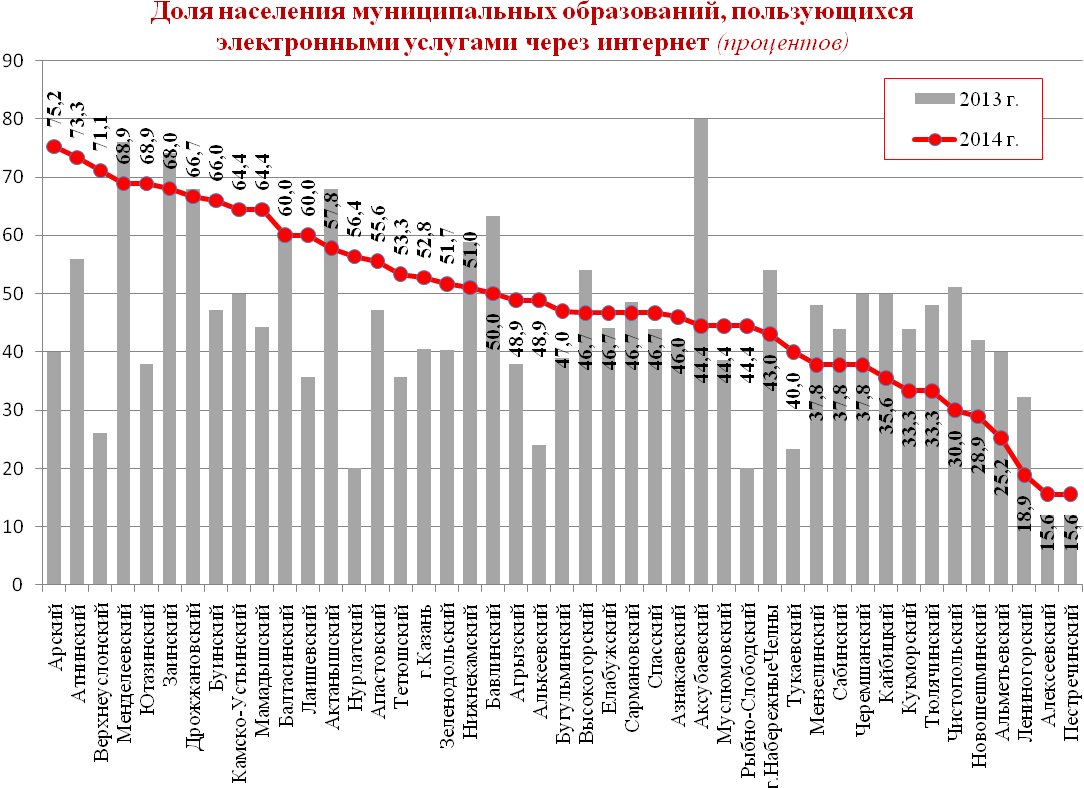 Доля населения муниципальных образований, пользующихся
электронными услугами через интернет (процентов)
2013 г.
2014 г.
90
80
70
60
50
40
30
20
10
0
75,2
73,3
71,1
68,9
68,9
68,0
66,7
66,0
64,4
64,4
60,0
60,0
57,8
56,4
55,6
53,3
52,8
51,7
51,0
50,0
48,9
48,9
47,0
46,7
46,7
46,7
46,7
46,0
44,4
44,4
44,4
43,0
40,0
37,8
37,8
37,8
35,6
33,3
33,3
30,0
28,9
25,2
18,9
15,6
15,6
Арский
Атнинский
Верхнеуслонский
Менделеевский
Ютазинский
Заинский
Дрожжановский
Буинский
Камско-Устьинский
Мамадышский
Балтасинский
Лаишевский
Актанышский
Нурлатский
Апастовский
Тетюшский
г.Казань
Зеленодольский
Нижнекамский
Бавлинский
Агрызский
Алькеевский
Бугульминский
Высокогорский
Елабужский
Сармановский
Спасский
Азнакаевский
Аксубаевский
Муслюмовский
Рыбно-Слободский
г.НабережныеЧелны
Тукаевский
Мензелинский
Сабинский
Черемшанский
Кайбицкий
Кукморский
Тюлячинский
Чистопольский
Новошешминский
Альметьевский
Лениногорский
Алексеевский
Пестречинский